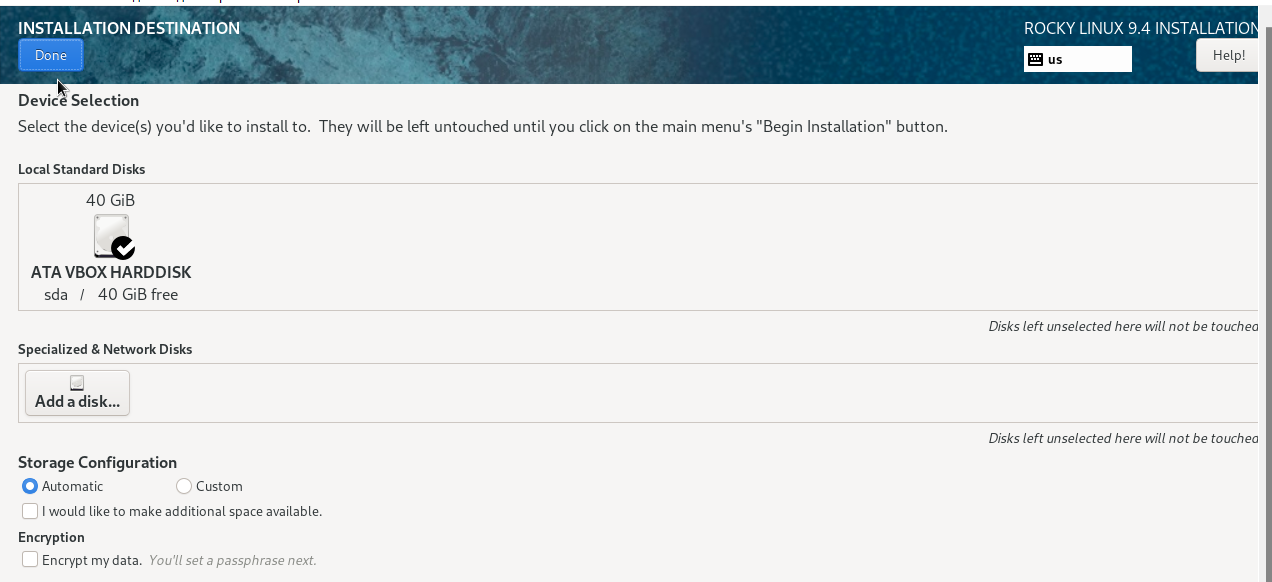 INSTALLATION DESTINATION
ROCKY LINUX 9.4 INSTALLATION
Done
us
Help!
Device Selection
Select the device(s) you'd like to install to.  They will be left untouched until you click on the main menu's "Begin Installation" button.
Local Standard Disks
40 GiB
ATA VBOX HARDDISK
sda / 40 GiB free
Disks left unselected here will not be touched
Specialized & Network Disks
Add a disk...
Disks left unselected here will not be touched
Storage Configuration
Automatic Custom
I would like to make additional space available.
Encryption
Encrypt my data. You'll set a passphrase next.